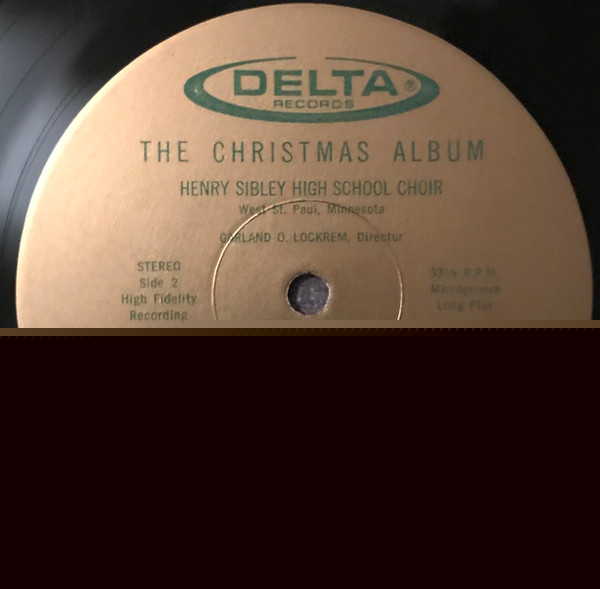 DELTA®
RECORDS
THE CHRISTMAS ALBUM
HENRY SIBLEY HIGH SCHOOL CHOIR
West St. Paul, Minnesota
GARLAND O. LOCKREM, Director
STEREO
Side 2
High Fidelity
Recording
33⅓ R.P.M.
Microgroove
Long Play